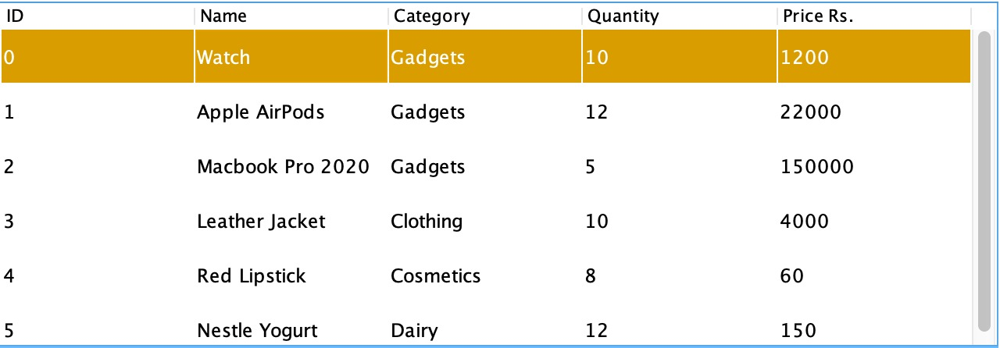 ID Name Category Quantity Price Rs.
0 Watch Gadgets 10 1200
1 Apple AirPods Gadgets 12 22000
2 Macbook Pro 2020 Gadgets 5 150000
3 Leather Jacket Clothing 10 4000
4 Red Lipstick Cosmetics 8 60
5 Nestle Yogurt Dairy 12 150